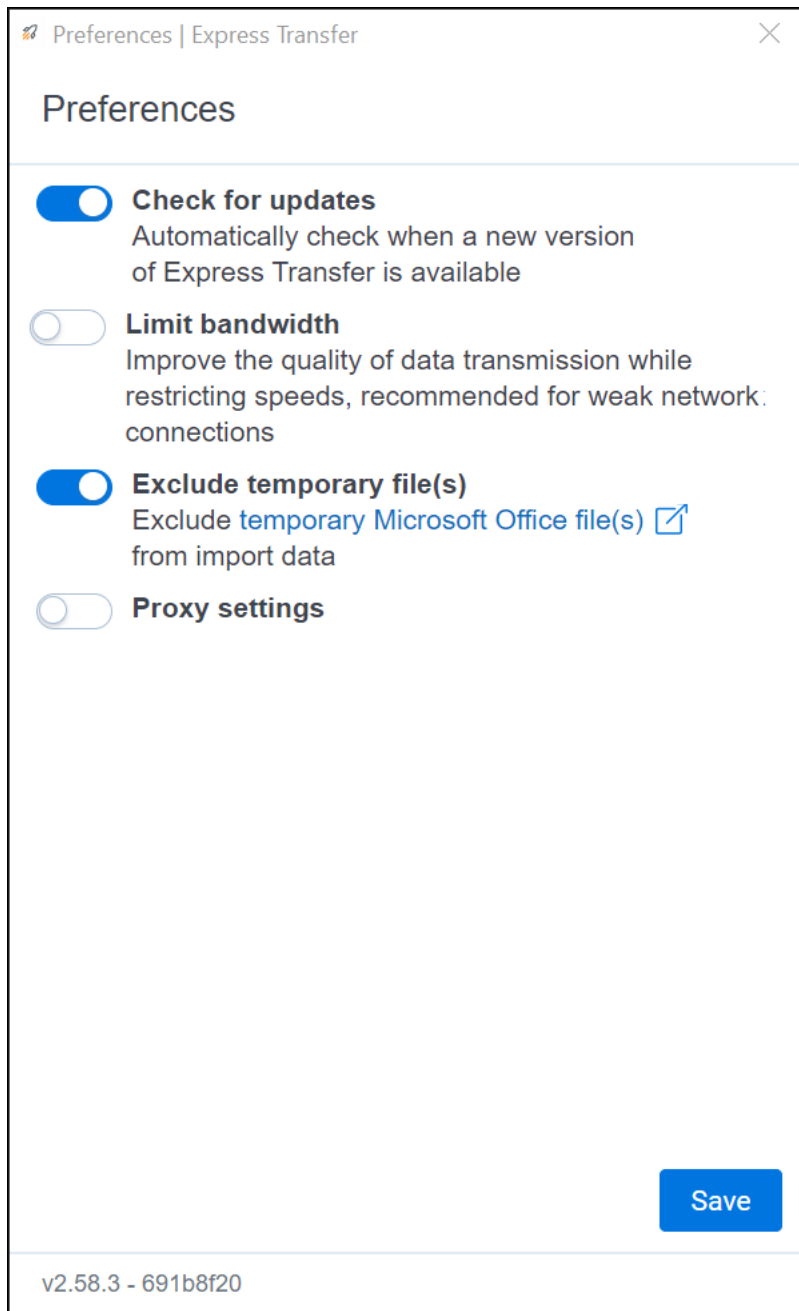 Preferences | Express Transfer
Preferences
Check for updates
Automatically check when a new version
of Express Transfer is available
Limit bandwidth
Improve the quality of data transmission while
restricting speeds, recommended for weak network
connections
Exclude temporary file(s)
Exclude temporary Microsoft Office file(s)
from import data
Proxy settings
Save
v2.58.3 - 691b8f20